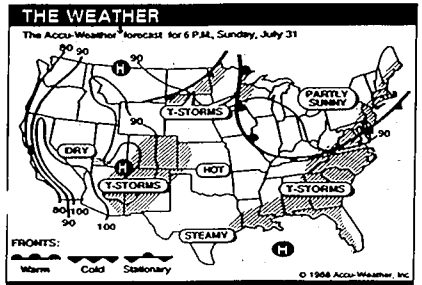 THE WEATHER
The Accu-Weather forecast for 6 P.M., Sunday, July 31
80
90
H
90
PARTLY
SUNNY
T-STORMS
90
90
DRY
H
HOT
T-STORMS
T-STORMS
80
100
90
100
STEAMY
H
FRONTS:
Warm Cold Stationary
© 1988 Accu-Weather, Inc